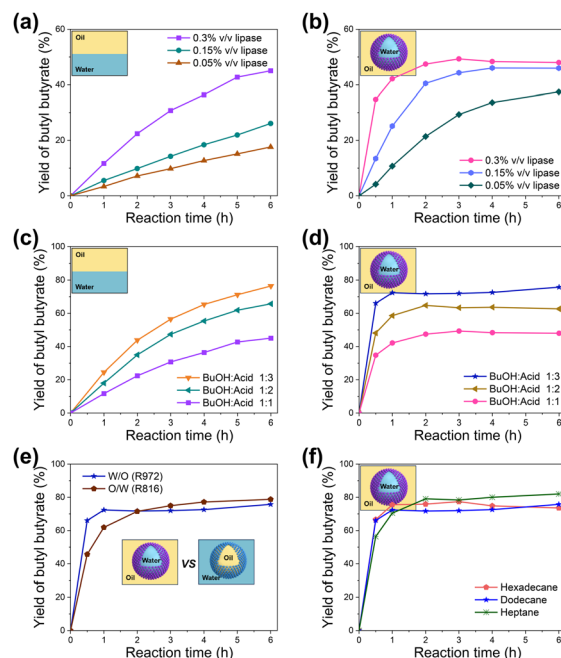 (a)
Yield of butyl butyrate (%)
60
40
20
0
Oil
Water
0.3% v/v lipase
0.15% v/v lipase
0.05% v/v lipase
0 1 2 3 4 5 6
Reaction time (h)
(b)
Yield of butyl butyrate (%)
60
40
20
0
Water
Oil
0.3% v/v lipase
0.15% v/v lipase
0.05% v/v lipase
0 1 2 3 4 5 6
Reaction time (h)
(c)
Yield of butyl butyrate (%)
100
80
60
40
20
0
Oil
Water
BuOH:Acid 1:3
BuOH:Acid 1:2
BuOH:Acid 1:1
0 1 2 3 4 5 6
Reaction time (h)
(d)
Yield of butyl butyrate (%)
100
80
60
40
20
0
Water
Oil
BuOH:Acid 1:3
BuOH:Acid 1:2
BuOH:Acid 1:1
0 1 2 3 4 5 6
Reaction time (h)
(e)
Yield of butyl butyrate (%)
100
80
60
40
20
0
W/O (R972)
O/W (R816)
Water
Oil
VS
Oil
Water
0 1 2 3 4 5 6
Reaction time (h)
(f)
Yield of butyl butyrate (%)
100
80
60
40
20
0
Water
Oil
Hexadecane
Dodecane
Heptane
0 1 2 3 4 5 6
Reaction time (h)